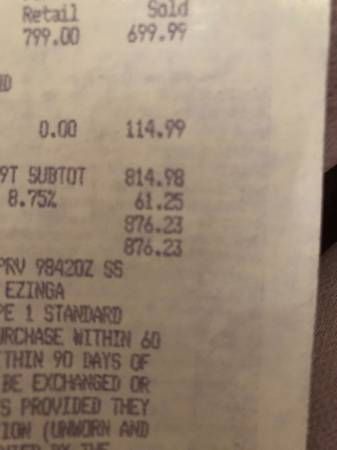 Retail Sold
799.00 699.99
ND
0.00 114.99
9T SUBTOT 814.98
8.75% 61.25
876.23
876.23
PRV 98420Z SS
EZINGA
PE 1 STANDARD
URCHASE WITHIN 60
ITHIN 90 DAYS OF
BE EXCHANGED OR
S PROVIDED THEY
ION (UNWORN AND